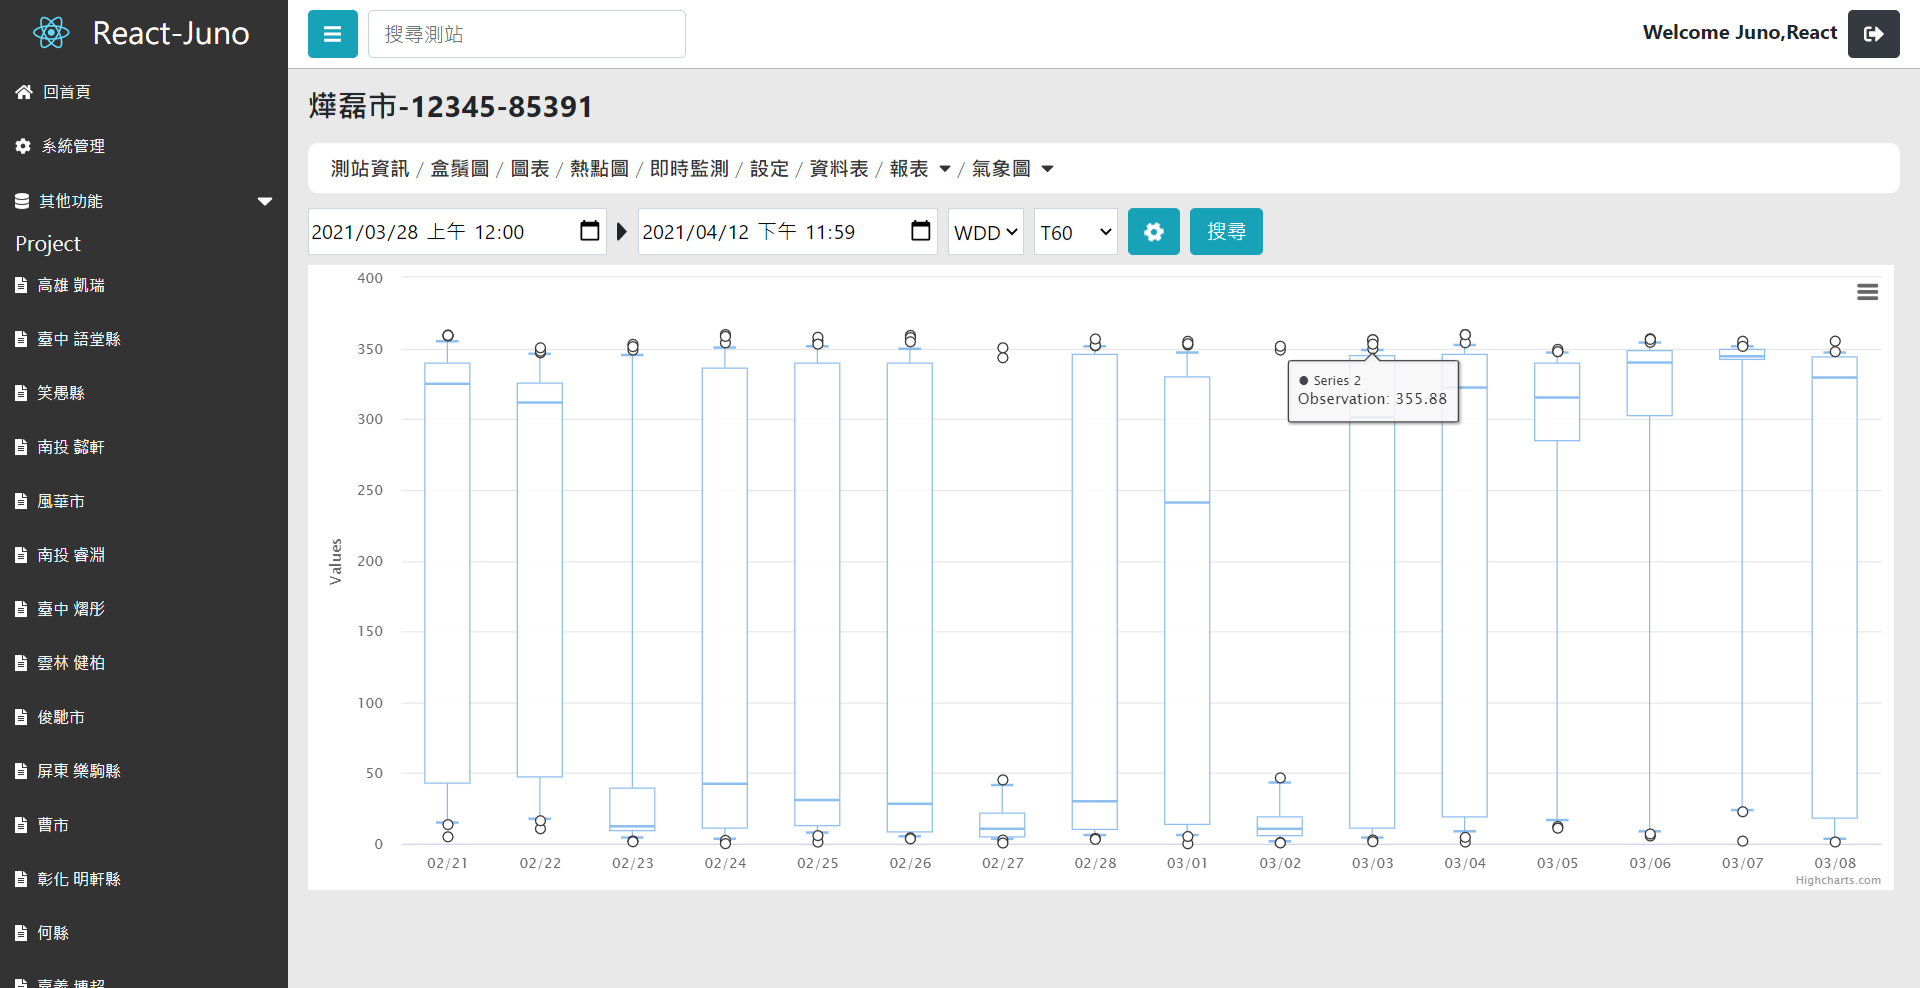 React-Juno
回首頁
系統管理
其他功能
Project
高雄 凱瑞
臺中 語堂縣
笑愚縣
南投 懿軒
風華市
南投 睿淵
臺中 熠彤
雲林 健柏
俊馳市
屏東 樂駒縣
曹市
彰化 明軒縣
何縣
嘉義 博超
搜尋測站
Welcome Juno,React
燁磊市-12345-85391
測站資訊 / 盒鬚圖 / 圖表 / 熱點圖 / 即時監測 / 設定 / 資料表 / 報表 / 氣象圖
2021/03/28 上午 12:00 2021/04/12 下午 11:59 WDD T60 搜尋
400
350
300
250
200
150
100
50
0
Values
Series 2
Observation: 355.88
02/21 02/22 02/23 02/24 02/25 02/26 02/27 02/28 03/01 03/02 03/03 03/04 03/05 03/06 03/07 03/08
Highcharts.com